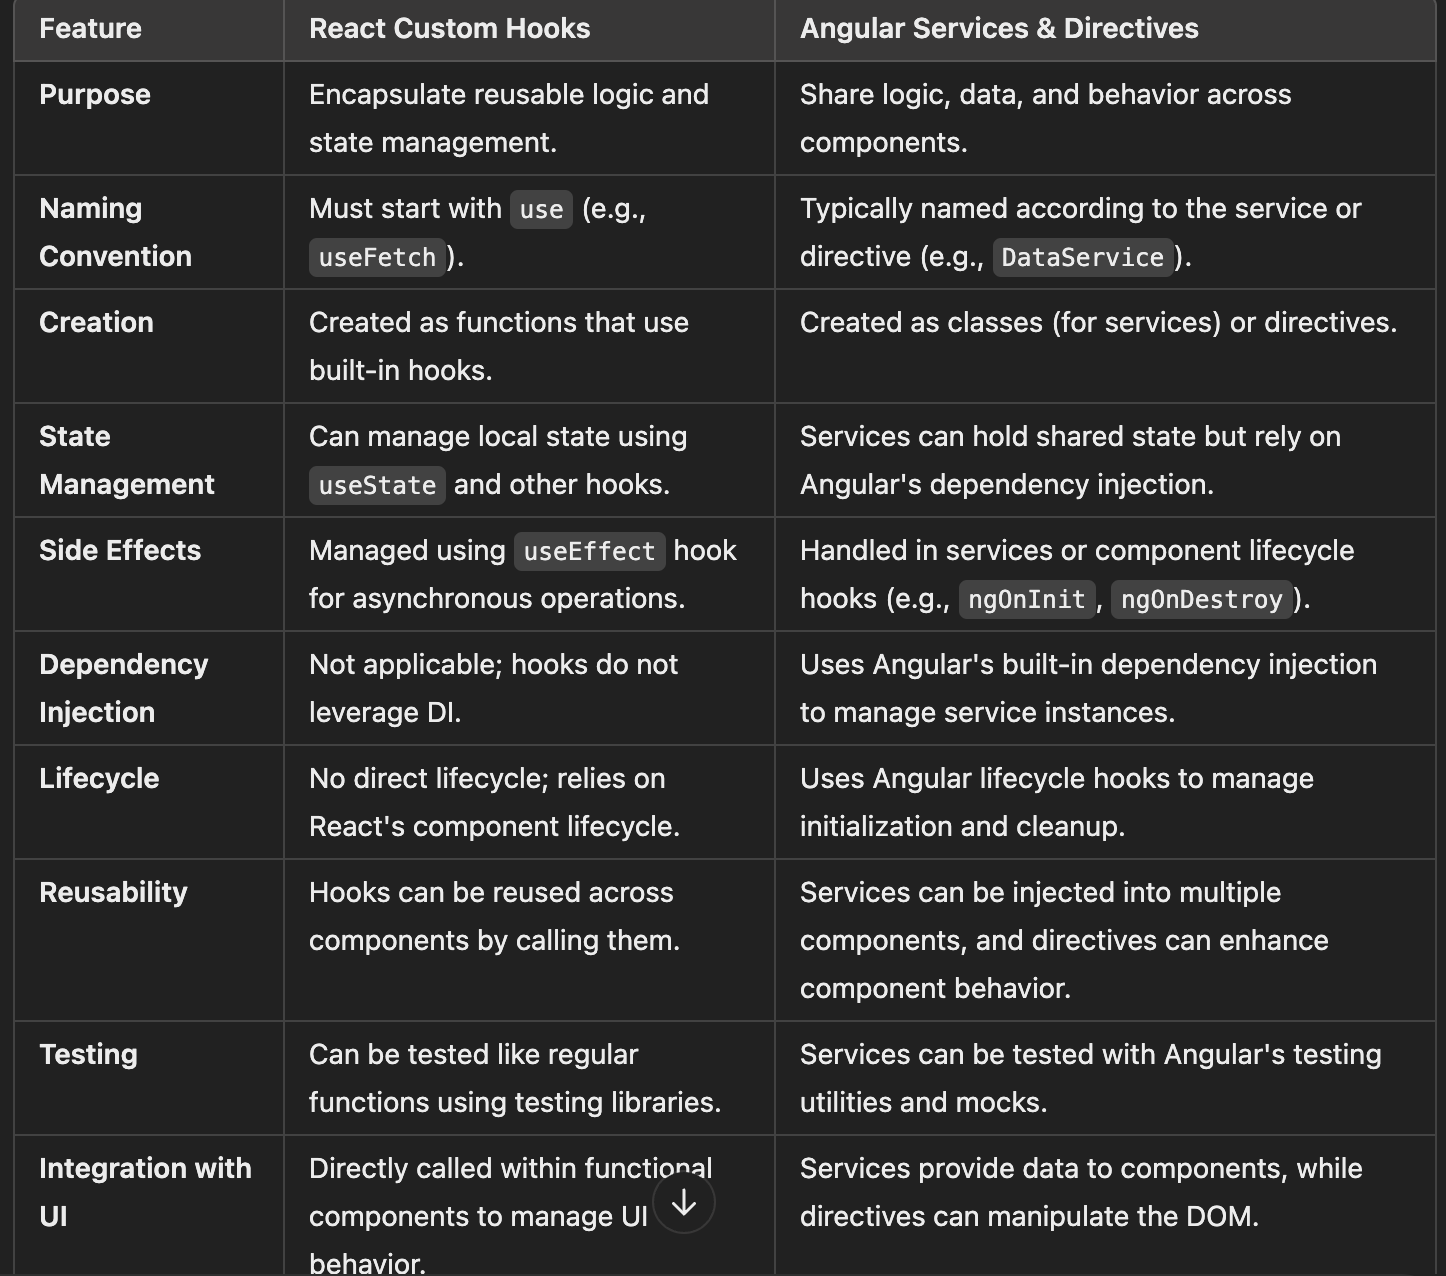 Feature
React Custom Hooks
Angular Services & Directives
Purpose
Encapsulate reusable logic and
state management.
Share logic, data, and behavior across
components.
Naming
Convention
Must start with use (e.g.,
useFetch).
Typically named according to the service or
directive (e.g., DataService).
Creation
Created as functions that use
built-in hooks.
Created as classes (for services) or directives.
State
Management
Can manage local state using
useState and other hooks.
Services can hold shared state but rely on
Angular's dependency injection.
Side Effects
Managed using useEffect hook
for asynchronous operations.
Handled in services or component lifecycle
hooks (e.g., ngOnInit, ngOnDestroy).
Dependency
Injection
Not applicable; hooks do not
leverage DI.
Uses Angular's built-in dependency injection
to manage service instances.
Lifecycle
No direct lifecycle; relies on
React's component lifecycle.
Uses Angular lifecycle hooks to manage
initialization and cleanup.
Reusability
Hooks can be reused across
components by calling them.
Services can be injected into multiple
components, and directives can enhance
component behavior.
Testing
Can be tested like regular
functions using testing libraries.
Services can be tested with Angular's testing
utilities and mocks.
Integration with
UI
Directly called within functional
components to manage UI
behavior.
Services provide data to components, while
directives can manipulate the DOM.